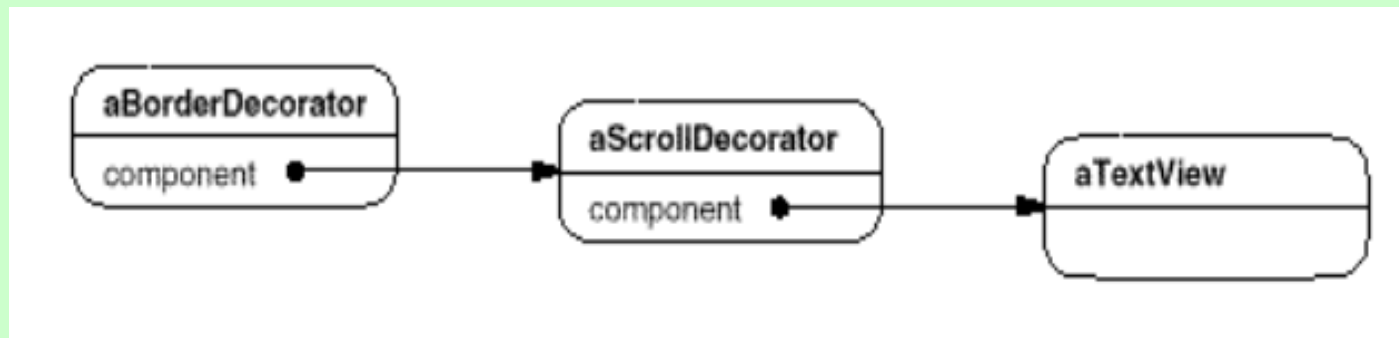 aBorderDecorator
component
aScrollDecorator
component
aTextView